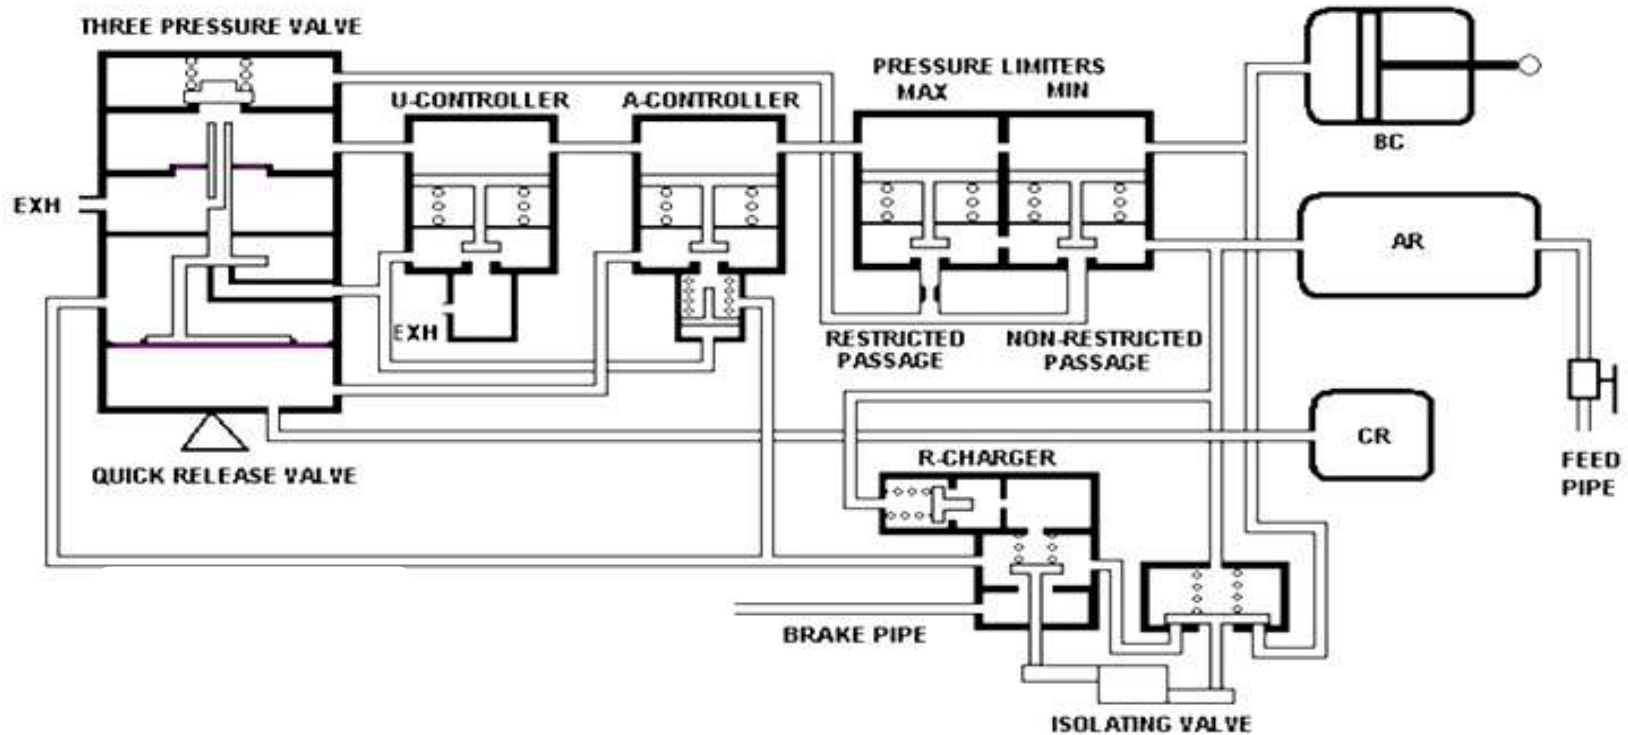 THREE PRESSURE VALVE
U-CONTROLLER
A-CONTROLLER
PRESSURE LIMITERS
MAX
MIN
BC
EXH
AR
EXH
RESTRICTED
PASSAGE
NON-RESTRICTED
PASSAGE
CR
QUICK RELEASE VALVE
R-CHARGER
FEED
PIPE
BRAKE PIPE
ISOLATING VALVE